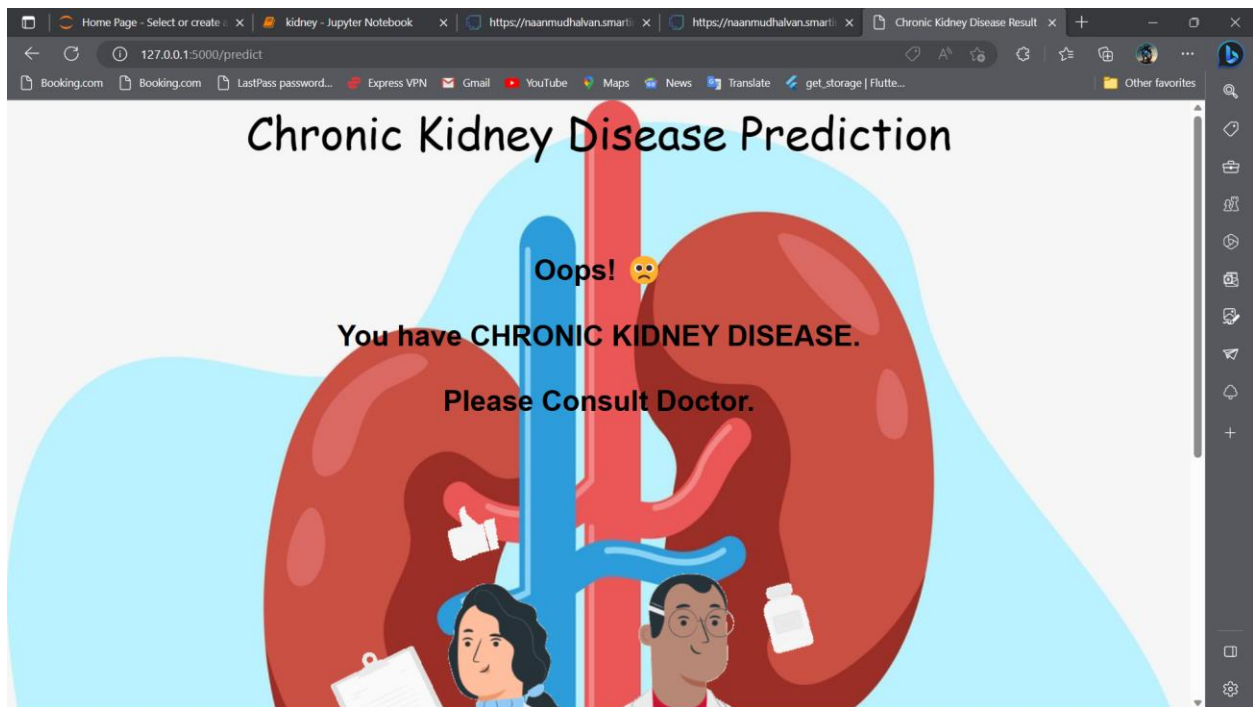 Home Page - Select or create a
kidney - Jupyter Notebook
https://naanmudhalvan.smarti
https://naanmudhalvan.smarti
Chronic Kidney Disease Result
127.0.0.1:5000/predict
Booking.com
Booking.com
LastPass password...
Express VPN
Gmail
YouTube
Maps
News
Translate
get_storage | Flutte...
Other favorites
Chronic Kidney Disease Prediction
Oops! 🙁
You have CHRONIC KIDNEY DISEASE.
Please Consult Doctor.